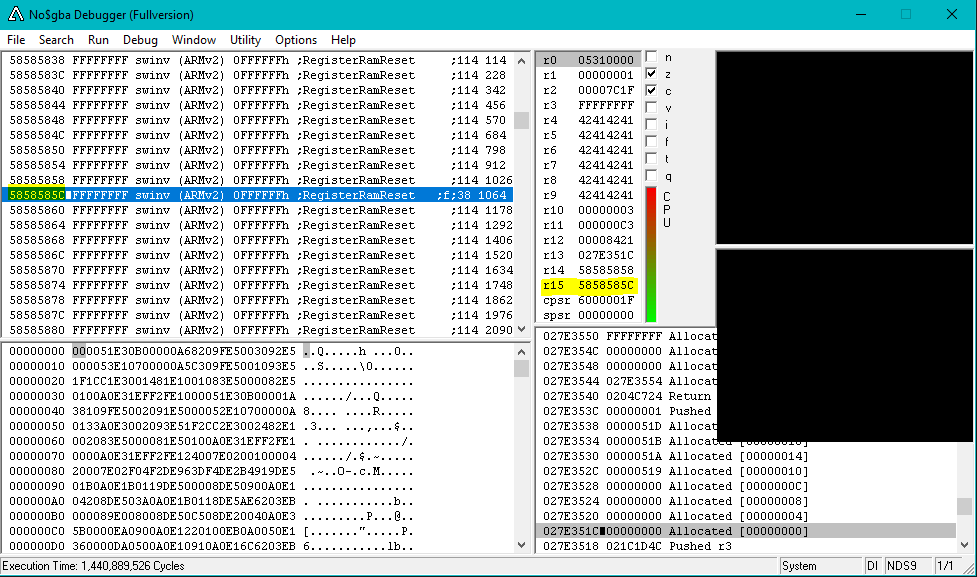 No$gba Debugger (Fullversion)
File Search Run Debug Window Utility Options Help
58585838 FFFFFFFF swinv (ARMv2) 0FFFFFFh ;RegisterRamReset ;114 114
5858583C FFFFFFFF swinv (ARMv2) 0FFFFFFh ;RegisterRamReset ;114 228
58585840 FFFFFFFF swinv (ARMv2) 0FFFFFFh ;RegisterRamReset ;114 342
58585844 FFFFFFFF swinv (ARMv2) 0FFFFFFh ;RegisterRamReset ;114 456
58585848 FFFFFFFF swinv (ARMv2) 0FFFFFFh ;RegisterRamReset ;114 570
5858584C FFFFFFFF swinv (ARMv2) 0FFFFFFh ;RegisterRamReset ;114 684
58585850 FFFFFFFF swinv (ARMv2) 0FFFFFFh ;RegisterRamReset ;114 798
58585854 FFFFFFFF swinv (ARMv2) 0FFFFFFh ;RegisterRamReset ;114 912
58585858 FFFFFFFF swinv (ARMv2) 0FFFFFFh ;RegisterRamReset ;114 1026
5858585C FFFFFFFF swinv (ARMv2) 0FFFFFFh ;RegisterRamReset ;f;38 1064
58585860 FFFFFFFF swinv (ARMv2) 0FFFFFFh ;RegisterRamReset ;114 1178
58585864 FFFFFFFF swinv (ARMv2) 0FFFFFFh ;RegisterRamReset ;114 1292
58585868 FFFFFFFF swinv (ARMv2) 0FFFFFFh ;RegisterRamReset ;114 1406
5858586C FFFFFFFF swinv (ARMv2) 0FFFFFFh ;RegisterRamReset ;114 1520
58585870 FFFFFFFF swinv (ARMv2) 0FFFFFFh ;RegisterRamReset ;114 1634
58585874 FFFFFFFF swinv (ARMv2) 0FFFFFFh ;RegisterRamReset ;114 1748
58585878 FFFFFFFF swinv (ARMv2) 0FFFFFFh ;RegisterRamReset ;114 1862
5858587C FFFFFFFF swinv (ARMv2) 0FFFFFFh ;RegisterRamReset ;114 1976
58585880 FFFFFFFF swinv (ARMv2) 0FFFFFFh ;RegisterRamReset ;114 2090
r0 05310000
r1 00000001
r2 00007C1F
r3 FFFFFFFF
r4 42414241
r5 42414241
r6 42414241
r7 42414241
r8 42414241
r9 42414241
r10 00000003
r11 000000C3
r12 00008421
r13 027E351C
r14 58585858
r15 5858585C
cpsr 6000001F
spsr 00000000
n
z
c
v
i
f
t
q
C
P
U
00000000 000051E30B00000A68209FE5003092E5 ..Q.....h ...0..
00000010 000053E10700000A5C309FE5001093E5 ..S.....\0......
00000020 1F1CC1E3001481E1001083E5000082E5 ................
00000030 0100A0E31EFF2FE1000051E30B00001A ....../...Q.....
00000040 38109FE5002091E5000052E10700000A 8.... ....R.....
00000050 0133A0E3002093E51F2CC2E3002482E1 .3... ...,...$..
00000060 002083E5000081E50100A0E31EFF2FE1 . ............/.
00000070 0000A0E31EFF2FE124007E0200100004 ....../.$.~.....
00000080 20007E02F04F2DE963DF4DE2B4919DE5  .~..O-.c.M.....
00000090 01B0A0E1B0119DE500008DE50900A0E1 ................
000000A0 04208DE503A0A0E1B0118DE5AE6203EB . ...........b..
000000B0 000089E008008DE50C508DE20040A0E3 .........P...@..
000000C0 5B0000EA0900A0E1220100EB0A0050E1 [.......".....P.
000000D0 360000DA0500A0E10910A0E16C6203EB 6...........lb..
027E3550 FFFFFFFF Allocat
027E354C 00000000 Allocat
027E3548 00000000 Allocat
027E3544 027E3554 Allocat
027E3540 0204C724 Return
027E353C 00000001 Pushed
027E3538 0000051D Allocat
027E3534 0000051B Allocated [00000018]
027E3530 0000051A Allocated [00000014]
027E352C 00000519 Allocated [00000010]
027E3528 00000000 Allocated [0000000C]
027E3524 00000000 Allocated [00000008]
027E3520 00000000 Allocated [00000004]
027E351C 00000000 Allocated [00000000]
027E3518 021C1D4C Pushed r3
Execution Time: 1,440,889,526 Cycles
System
DI
NDS9
1/1